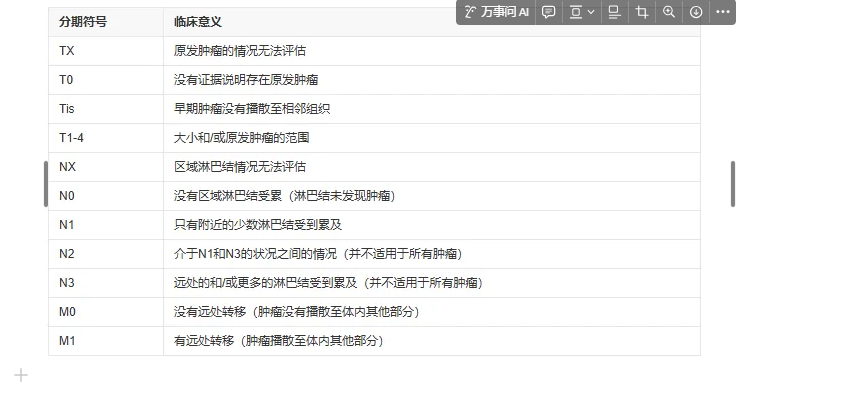 万事问 AI
分期符号 临床意义
TX 原发肿瘤的情况无法评估
T0 没有证据说明存在原发肿瘤
Tis 早期肿瘤没有播散至相邻组织
T1-4 大小和/或原发肿瘤的范围
NX 区域淋巴结情况无法评估
N0 没有区域淋巴结受累（淋巴结未发现肿瘤）
N1 只有附近的少数淋巴结受到累及
N2 介于N1和N3的状况之间的情况（并不适用于所有肿瘤）
N3 远处的和/或更多的淋巴结受到累及（并不适用于所有肿瘤）
M0 没有远处转移（肿瘤没有播散至体内其他部分）
M1 有远处转移（肿瘤播散至体内其他部分）